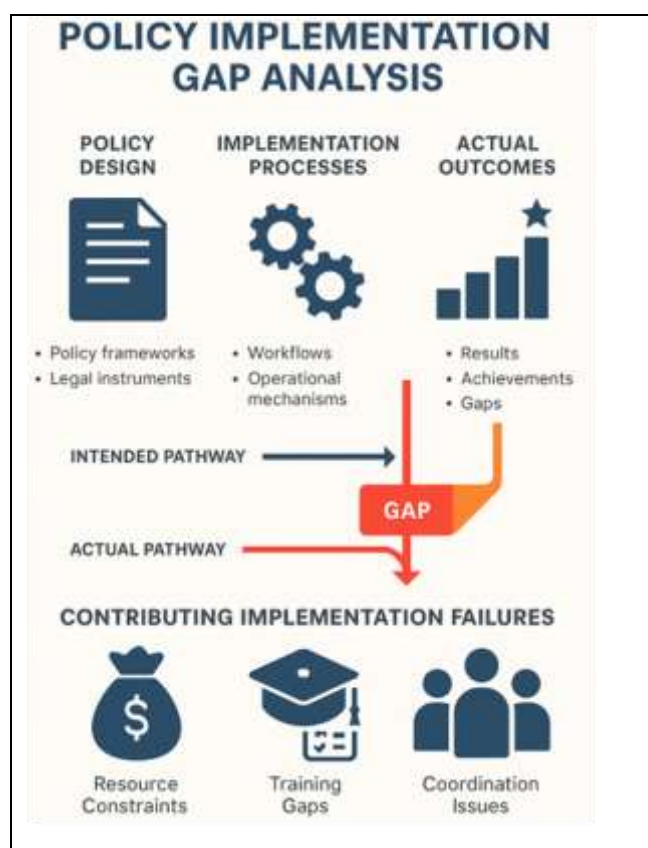 POLICY IMPLEMENTATION
GAP ANALYSIS
POLICY
DESIGN
IMPLEMENTATION
PROCESSES
ACTUAL
OUTCOMES
• Policy frameworks
• Legal instruments
• Workflows
• Operational
mechanisms
• Results
• Achievements
• Gaps
INTENDED PATHWAY
GAP
ACTUAL PATHWAY
CONTRIBUTING IMPLEMENTATION FAILURES
$
Resource
Constraints
Training
Gaps
Coordination
Issues